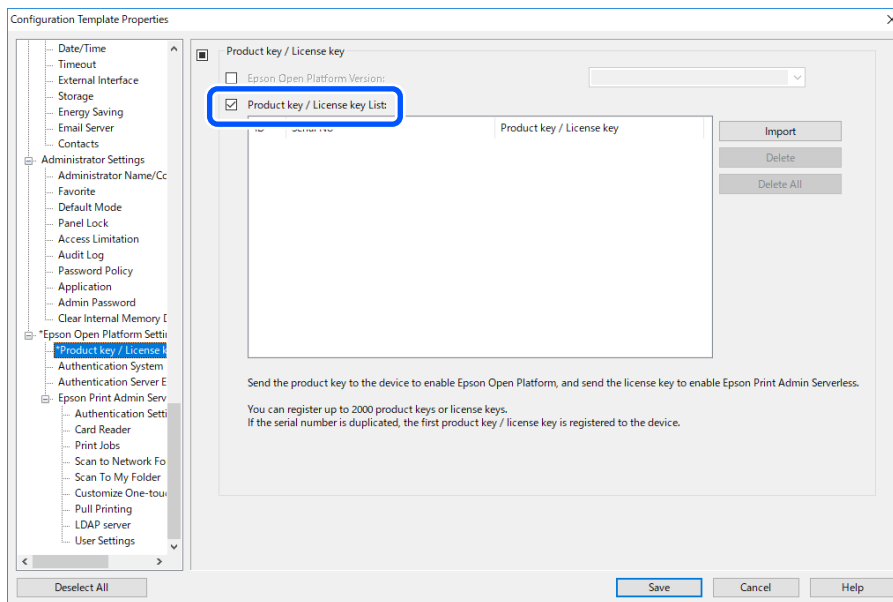 Configuration Template Properties
Date/Time
Timeout
External Interface
Storage
Energy Saving
Email Server
Contacts
Administrator Settings
Administrator Name/Co
Favorite
Default Mode
Panel Lock
Access Limitation
Audit Log
Password Policy
Application
Admin Password
Clear Internal Memory D
*Epson Open Platform Settin
*Product key / License k
Authentication System
Authentication Server E
Epson Print Admin Serv
Authentication Setti
Card Reader
Print Jobs
Scan to Network Fo
Scan To My Folder
Customize One-tou
Pull Printing
LDAP server
User Settings
Product key / License key
Epson Open Platform Version:
Product key / License key List:
ID Serial No Product key / License key
Import
Delete
Delete All
Send the product key to the device to enable Epson Open Platform, and send the license key to enable Epson Print Admin Serverless.
You can register up to 2000 product keys or license keys.
If the serial number is duplicated, the first product key / license key is registered to the device.
Deselect All
Save
Cancel
Help